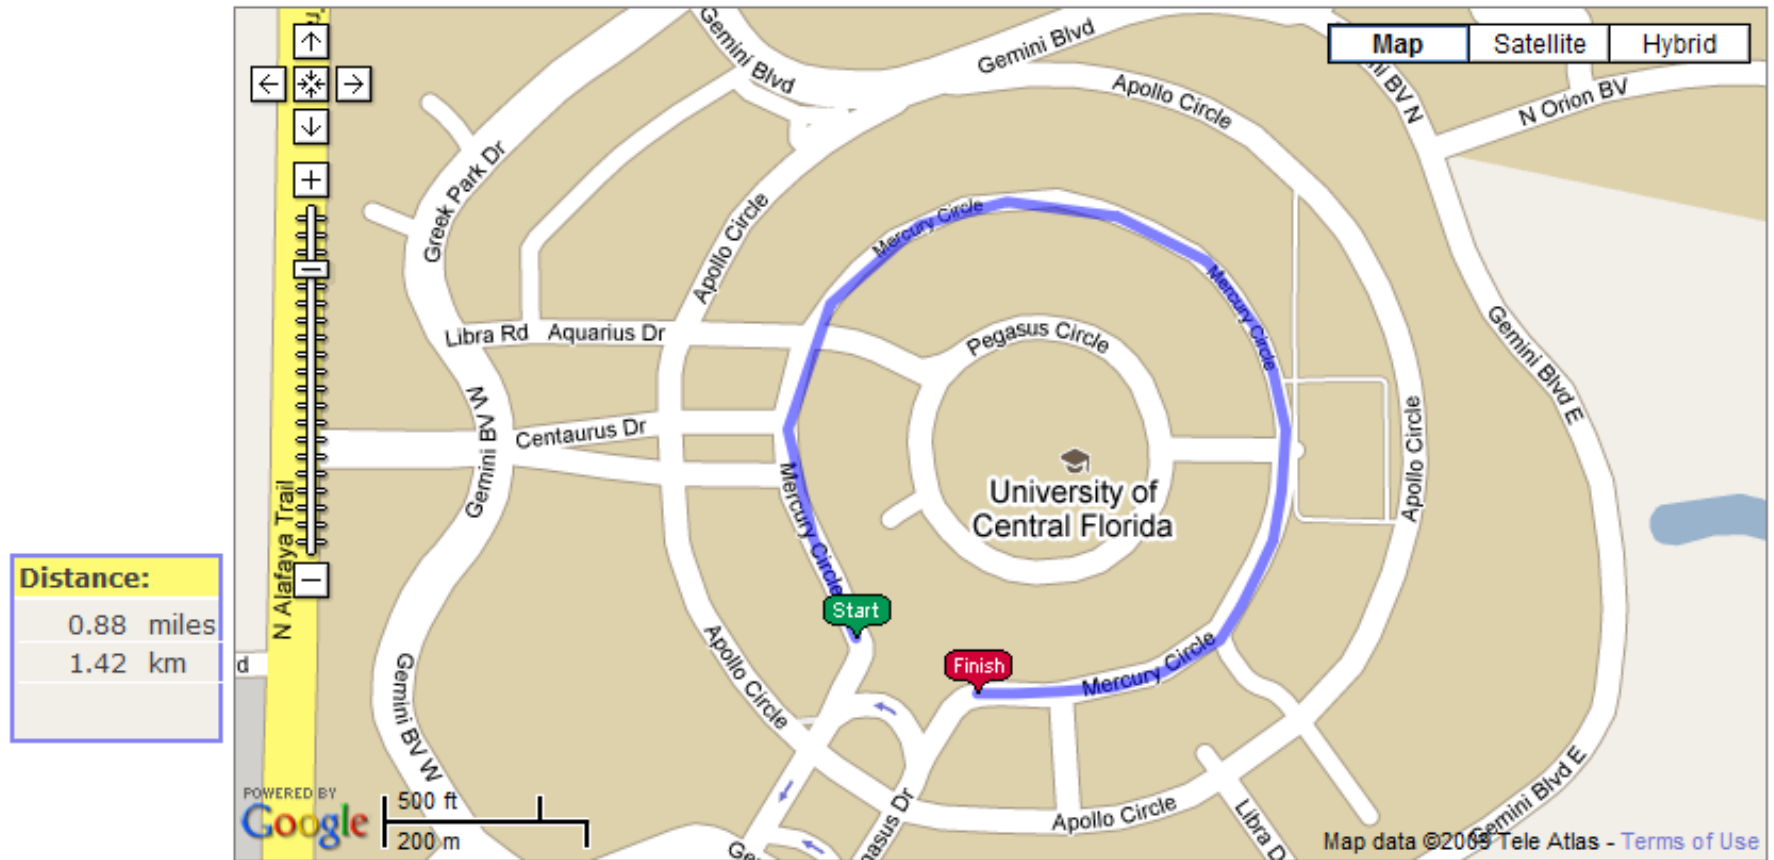 Gemini Blvd
Gemini Blvd
Gemini Blvd
Map
Satellite
Hybrid
Apollo Circle
N Orion BV
Greek Park Dr
Apollo Circle
Mercury Circle
Mercury Circle
Libra Rd
Aquarius Dr
Pegasus Circle
Gemini Blvd E
Gemini BV W
Centaurus Dr
Apollo Circle
N Alafaya Trail
Mercury Circle
University of
Central Florida
Distance:
0.88 miles
1.42 km
Start
Finish
d
Mercury Circle
Apollo Circle
Gemini BV W
Gemini Blvd E
POWERED BY
Google
500 ft
200 m
Apollo Circle
Map data ©2009 Tele Atlas - Terms of Use